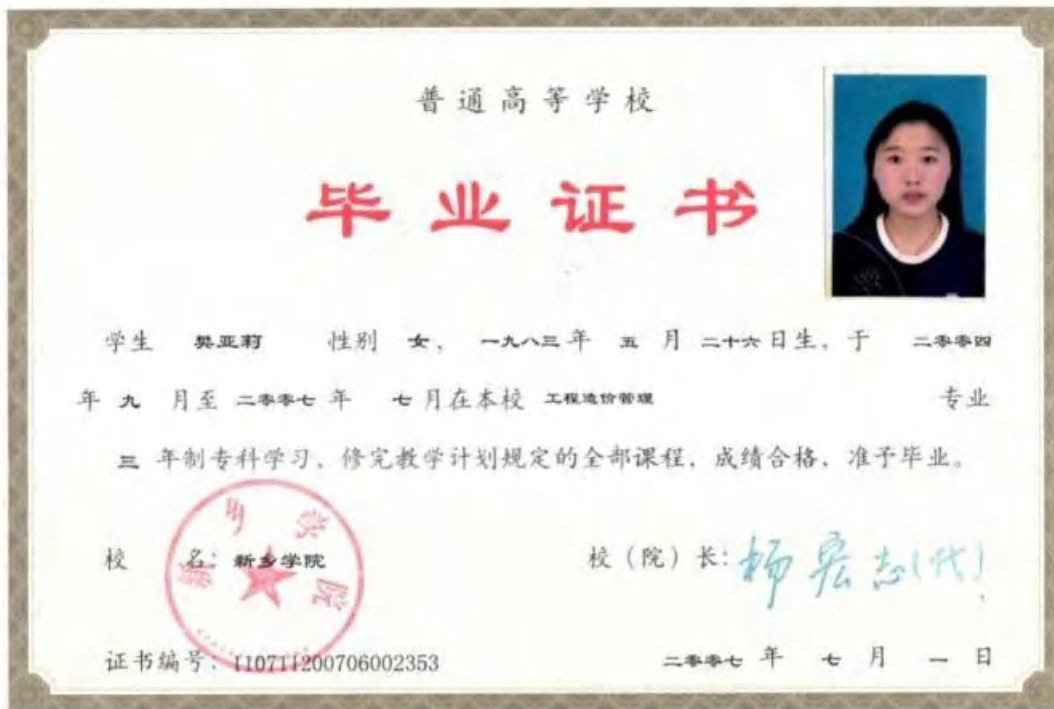 普通高等学校
毕业证书
学生 樊亚莉 性别 女、一九八三年 五 月 二十六日生、于 二零零四
年 九 月至 二零零七 年 七 月在本校 工程造价管理 专业
三 年制专科学习、修完教学计划规定的全部课程、成绩合格、准予毕业。
校 名: 新乡学院 校（院）长: 杨宏志(代)
新乡学院
证书编号: 110711200706002353 二零零七 年 七 月 一 日